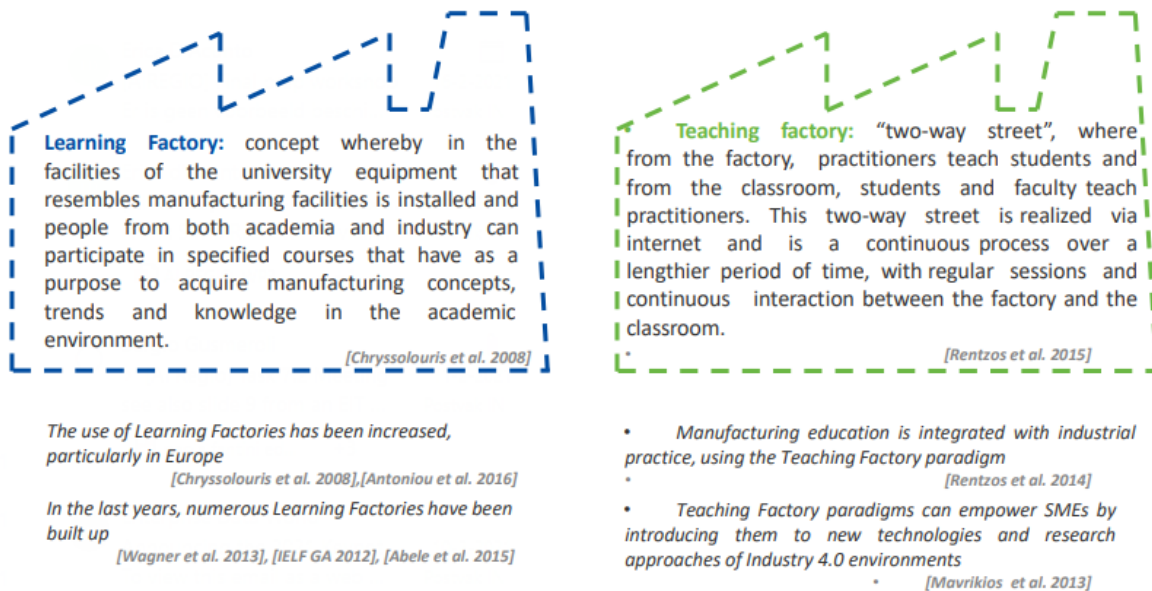 Learning Factory: concept whereby in the
facilities of the university equipment that
resembles manufacturing facilities is installed and
people from both academia and industry can
participate in specified courses that have as a
purpose to acquire manufacturing concepts,
trends and knowledge in the academic
environment.
[Chryssolouris et al. 2008]
The use of Learning Factories has been increased,
particularly in Europe
[Chryssolouris et al. 2008],[Antoniou et al. 2016]
In the last years, numerous Learning Factories have been
built up
[Wagner et al. 2013], [IELF GA 2012], [Abele et al. 2015]
• Teaching factory: “two-way street”, where
from the factory, practitioners teach students and
from the classroom, students and faculty teach
practitioners. This two-way street is realized via
internet and is a continuous process over a
lengthier period of time, with regular sessions and
continuous interaction between the factory and the
classroom.
• [Rentzos et al. 2015]
• Manufacturing education is integrated with industrial
practice, using the Teaching Factory paradigm
• [Rentzos et al. 2014]
• Teaching Factory paradigms can empower SMEs by
introducing them to new technologies and research
approaches of Industry 4.0 environments
• [Mavrikios et al. 2013]